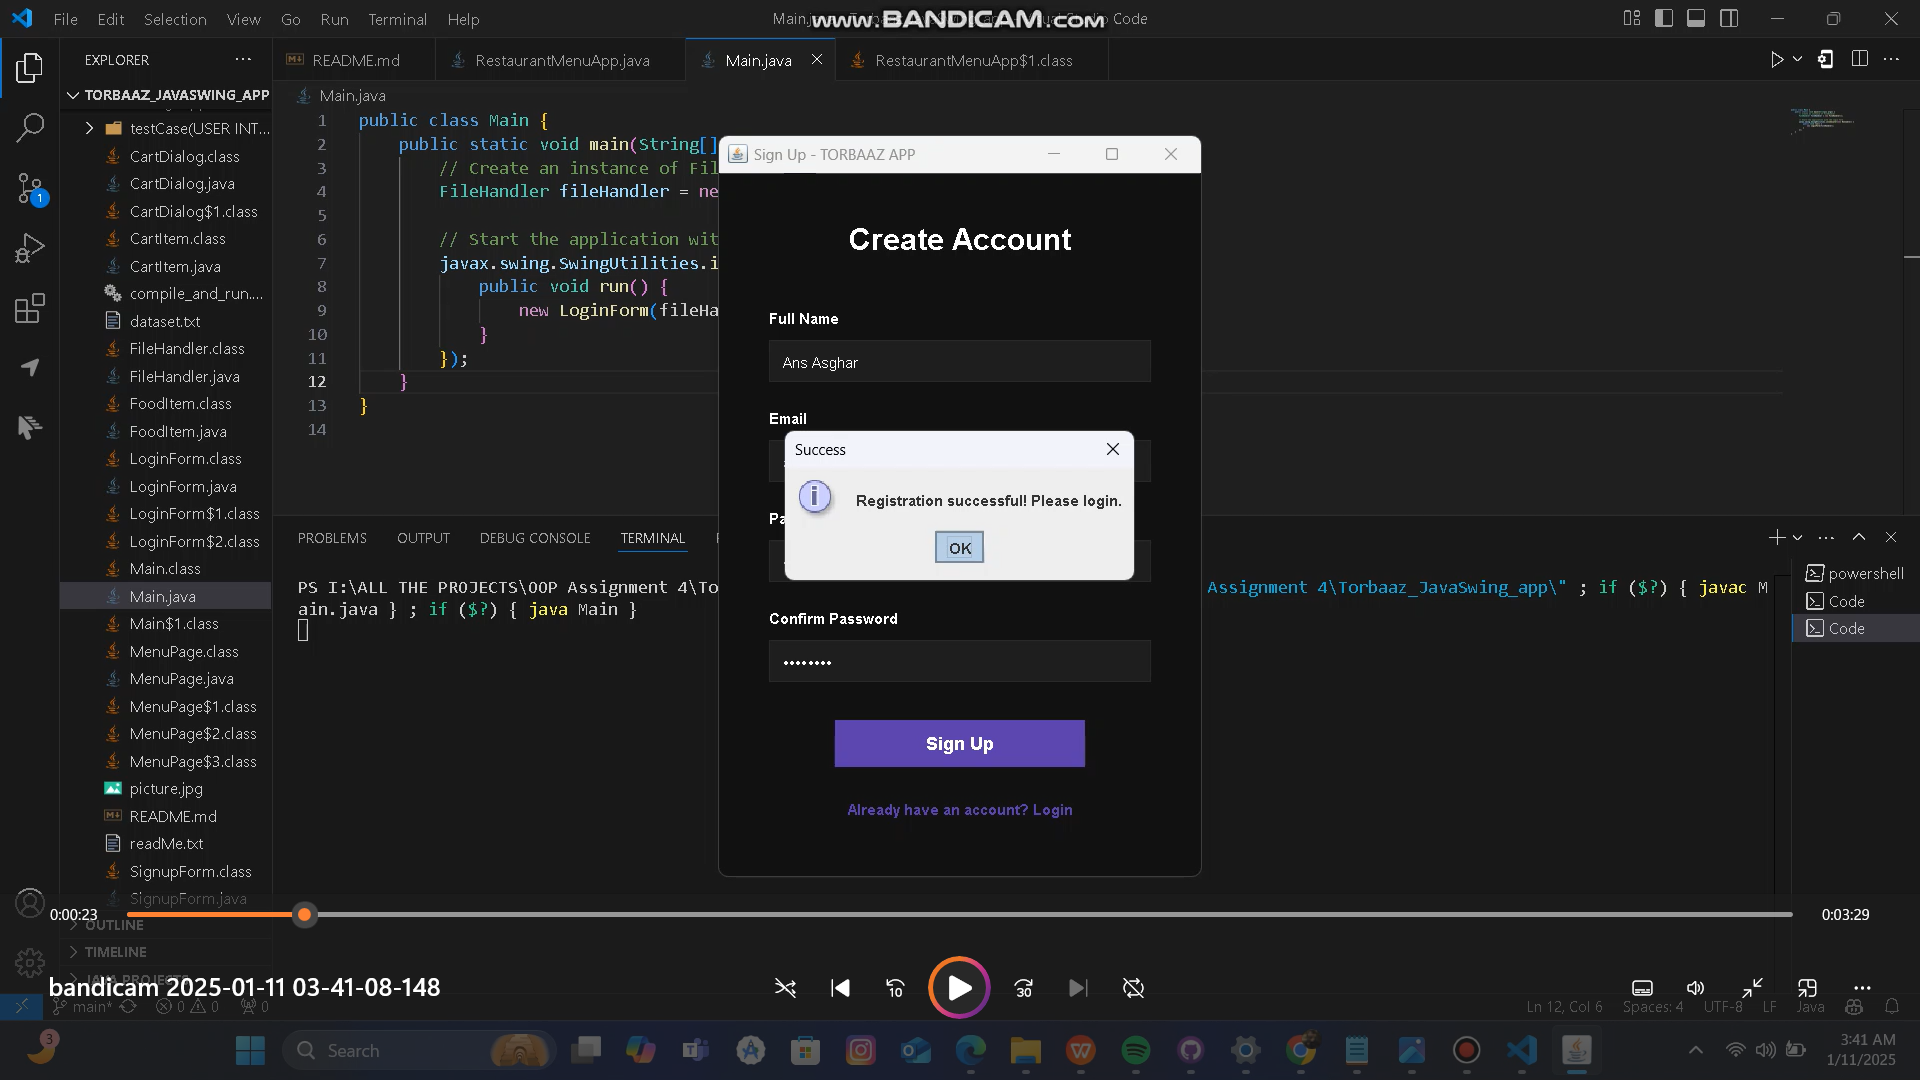 File Edit Selection View Go Run Terminal Help
www.BANDICAM.com
Code
EXPLORER
README.md
RestaurantMenuApp.java
Main.java
RestaurantMenuApp$1.class
TORBAAZ_JAVASWING_APP
testCase(USER INT...
CartDialog.class
CartDialog.java
CartDialog$1.class
CartItem.class
CartItem.java
compile_and_run....
dataset.txt
FileHandler.class
FileHandler.java
FoodItem.class
FoodItem.java
LoginForm.class
LoginForm.java
LoginForm$1.class
LoginForm$2.class
Main.class
Main.java
Main$1.class
MenuPage.class
MenuPage.java
MenuPage$1.class
MenuPage$2.class
MenuPage$3.class
picture.jpg
README.md
readMe.txt
SignupForm.class
SignupForm.java
OUTLINE
TIMELINE
JAVA PROJECTS
1
Main.java
1 public class Main {
2 public static void main(String[]
3 // Create an instance of Fil
4 FileHandler fileHandler = ne
5
6 // Start the application wit
7 javax.swing.SwingUtilities.i
8 public void run() {
9 new LoginForm(fileHa
10 }
11 });
12 }
13 }
14
Sign Up - TORBAAZ APP
Create Account
Full Name
Ans Asghar
Email
Success
Registration successful! Please login.
OK
Pa
Confirm Password
••••••••
Sign Up
Already have an account? Login
PROBLEMS OUTPUT DEBUG CONSOLE TERMINAL
PS I:\ALL THE PROJECTS\OOP Assignment 4\To
Assignment 4\Torbaaz_JavaSwing_app\" ; if ($?) { javac M
ain.java } ; if ($?) { java Main }
powershell
Code
Code
0:00:23
0:03:29
bandicam 2025-01-11 03-41-08-148
10
30
main*
0
0
0
Ln 12, Col 6 Spaces: 4 UTF-8 LF Java
3
Search
3:41 AM
1/11/2025